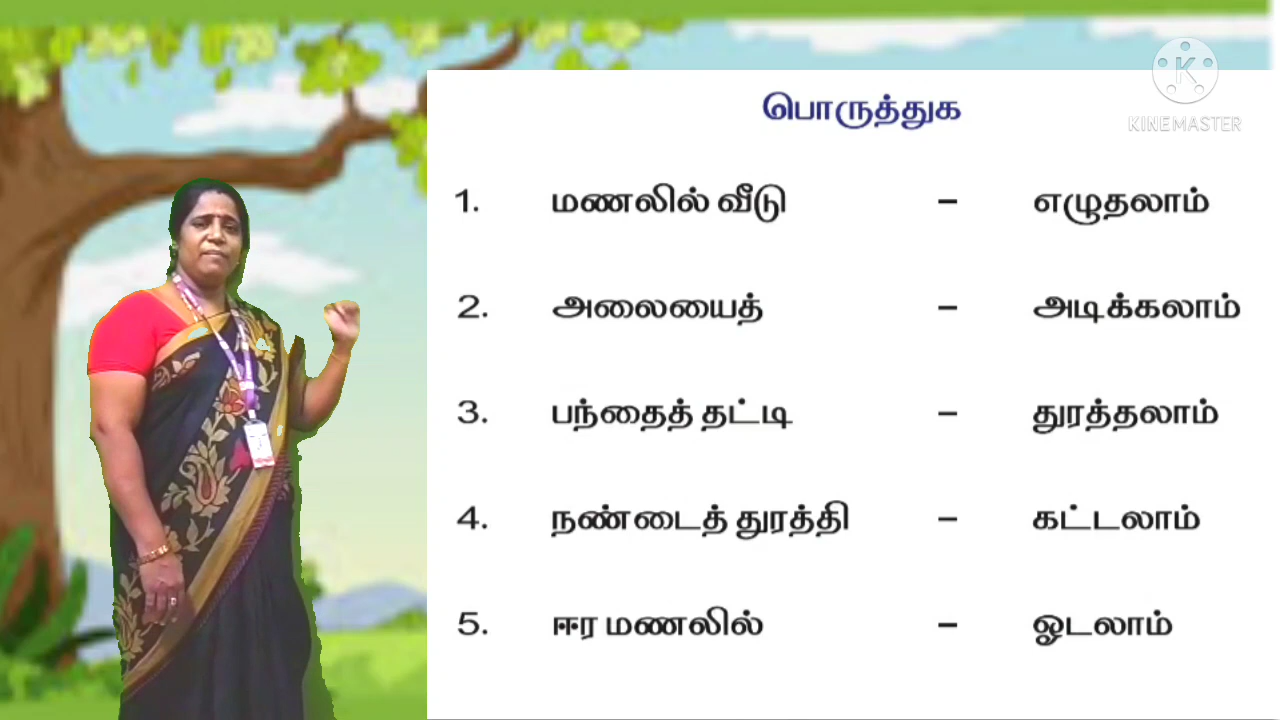 பொருத்துக
KINEMASTER
1. மணலில் வீடு – எழுதலாம்
2. அலையைத் – அடிக்கலாம்
3. பந்தைத் தட்டி – துரத்தலாம்
4. நண்டைத் துரத்தி – கட்டலாம்
5. ஈர மணலில் – ஓடலாம்